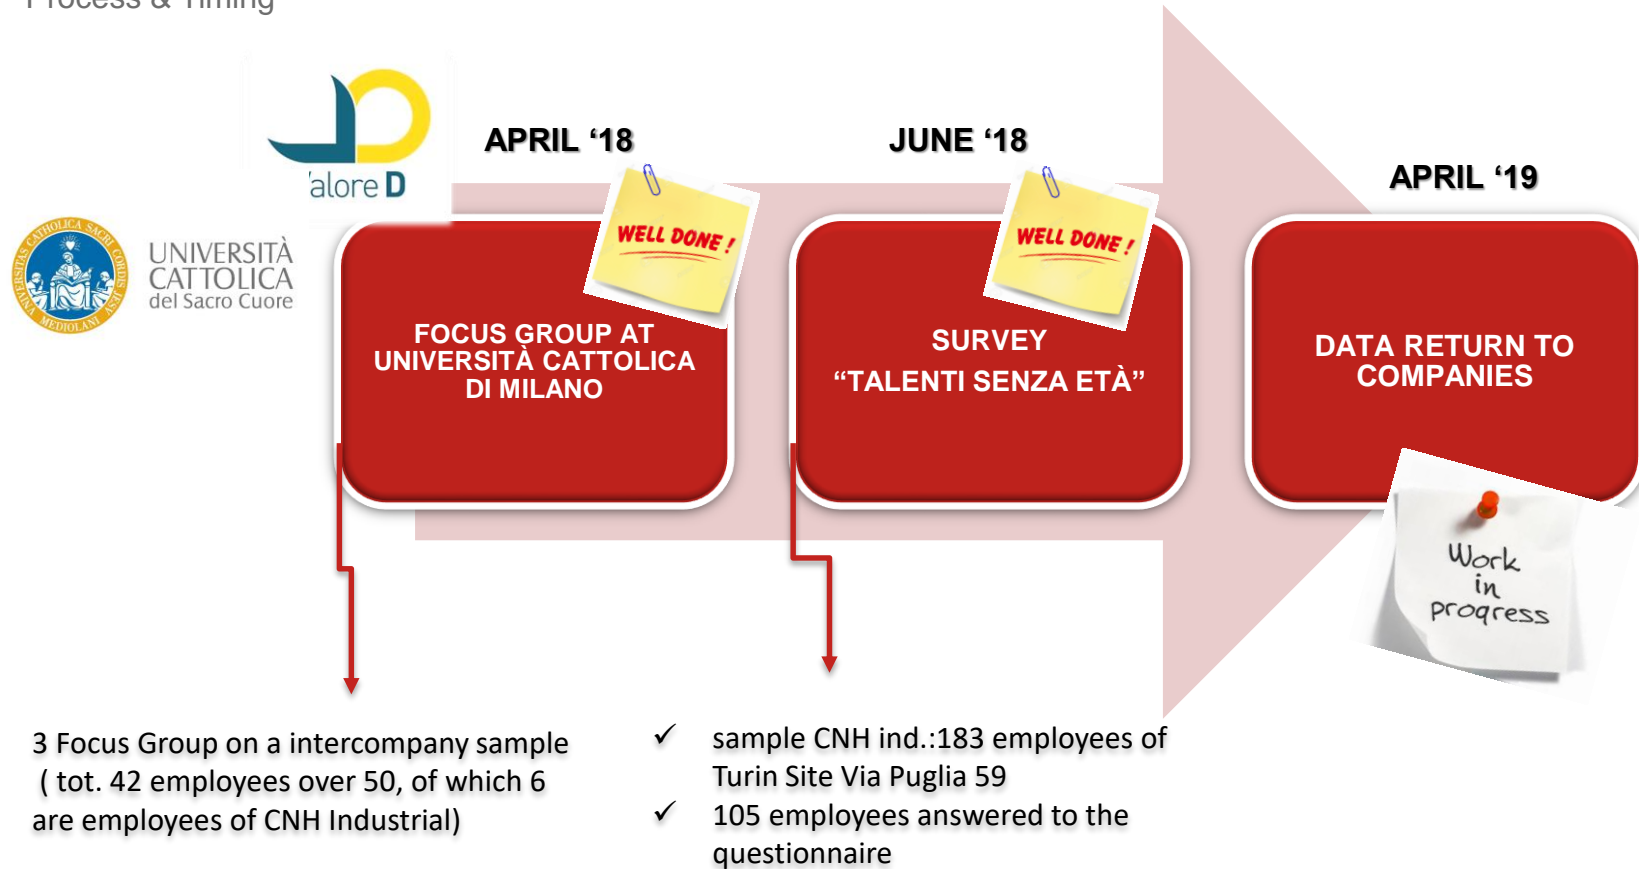 Process & Timing
APRIL ‘18
JUNE ‘18
APRIL ‘19
alore D
UNIVERSITÀ
CATTOLICA
del Sacro Cuore
WELL DONE !
WELL DONE !
FOCUS GROUP AT
UNIVERSITÀ CATTOLICA
DI MILANO
SURVEY
“TALENTI SENZA ETÀ”
DATA RETURN TO
COMPANIES
Work
in
progress
3 Focus Group on a intercompany sample
( tot. 42 employees over 50, of which 6
are employees of CNH Industrial)
✓ sample CNH ind.:183 employees of
Turin Site Via Puglia 59
✓ 105 employees answered to the
questionnaire